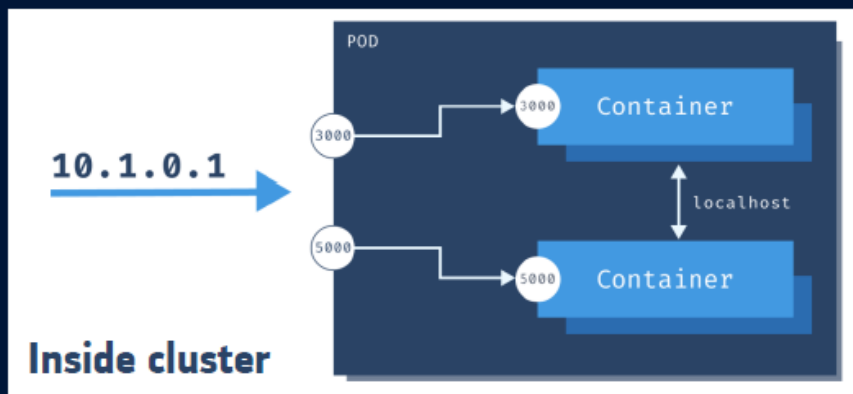 POD
3000
3000
Container
10.1.0.1
localhost
5000
5000
Container
Inside cluster